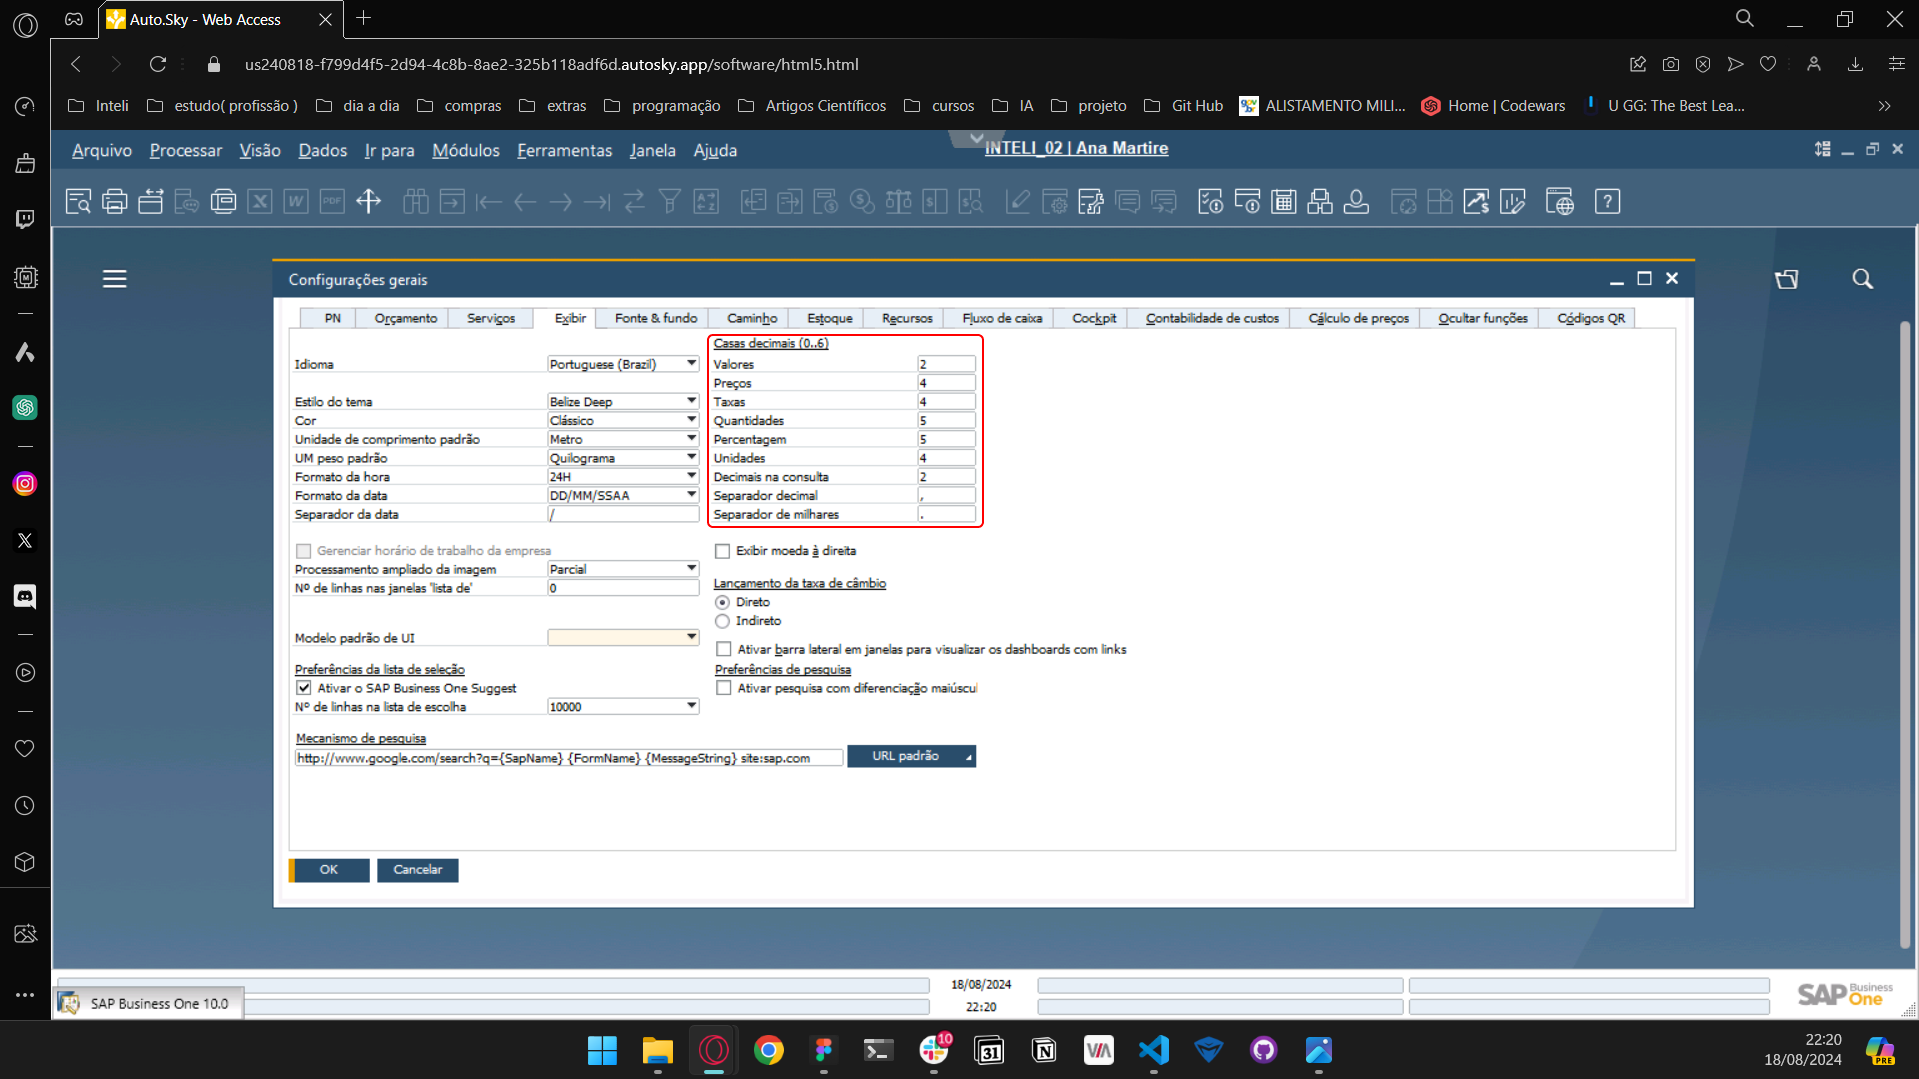 Auto.Sky - Web Access
us240818-f799d4f5-2d94-4c8b-8ae2-325b118adf6d.autosky.app/software/html5.html
Inteli estudo( profissão ) dia a dia compras extras programação Artigos Científicos cursos IA projeto Git Hub ALISTAMENTO MILI... Home | Codewars U GG: The Best Lea...
Arquivo Processar Visão Dados Ir para Módulos Ferramentas Janela Ajuda
INTELI_02 | Ana Martire
Configurações gerais
PN Orçamento Serviços Exibir Fonte & fundo Caminho Estoque Recursos Fluxo de caixa Cockpit Contabilidade de custos Cálculo de preços Ocultar funções Códigos QR
Casas decimais (0..6)
Idioma Portuguese (Brazil) Valores 2
Preços 4
Estilo do tema Belize Deep Taxas 4
Cor Clássico Quantidades 5
Unidade de comprimento padrão Metro Percentagem 5
UM peso padrão Quilograma Unidades 4
Formato da hora 24H Decimais na consulta 2
Formato da data DD/MM/SSAA Separador decimal ,
Separador da data / Separador de milhares .
Gerenciar horário de trabalho da empresa Exibir moeda à direita
Processamento ampliado da imagem Parcial
Nº de linhas nas janelas 'lista de' 0
Lançamento da taxa de câmbio
Direto
Indireto
Modelo padrão de UI
Ativar barra lateral em janelas para visualizar os dashboards com links
Preferências da lista de seleção Preferências de pesquisa
Ativar o SAP Business One Suggest Ativar pesquisa com diferenciação maiúscul
Nº de linhas na lista de escolha 10000
Mecanismo de pesquisa
http://www.google.com/search?q={SapName} {FormName} {MessageString} site:sap.com URL padrão
OK Cancelar
18/08/2024
22:20
SAP Business One
SAP Business One 10.0
10
31
22:20
18/08/2024
PRE